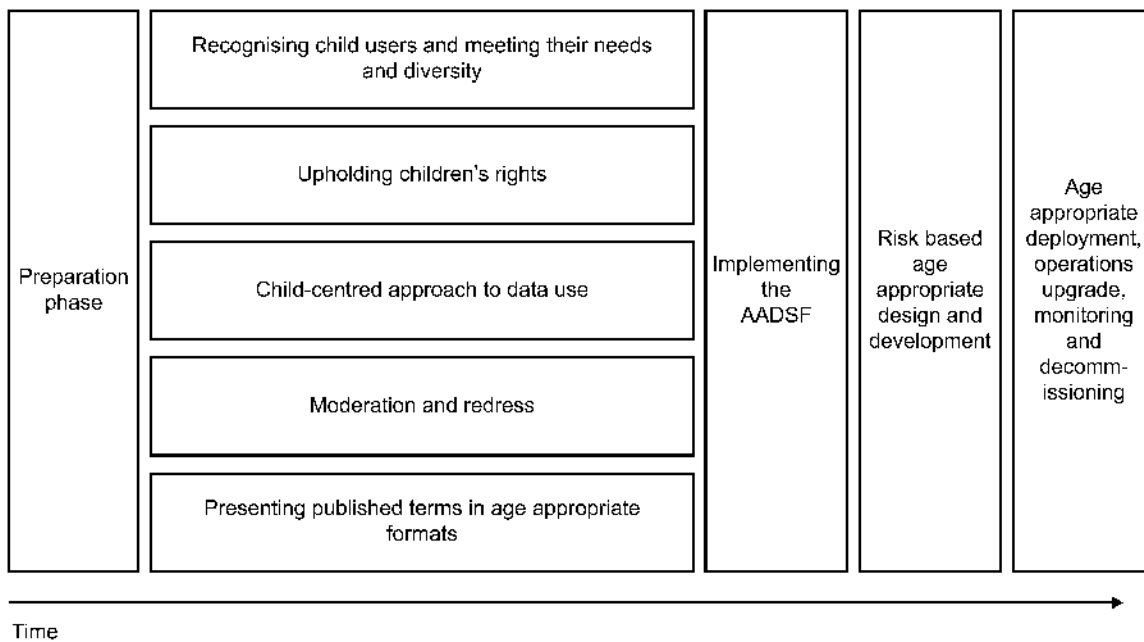 Preparation
phase
Recognising child users and meeting their needs
and diversity
Upholding children's rights
Child-centred approach to data use
Moderation and redress
Presenting published terms in age appropriate
formats
Implementing
the
AADSF
Risk based
age
appropriate
design and
development
Age
appropriate
deployment,
operations
upgrade,
monitoring
and
decomm-
issioning
Time